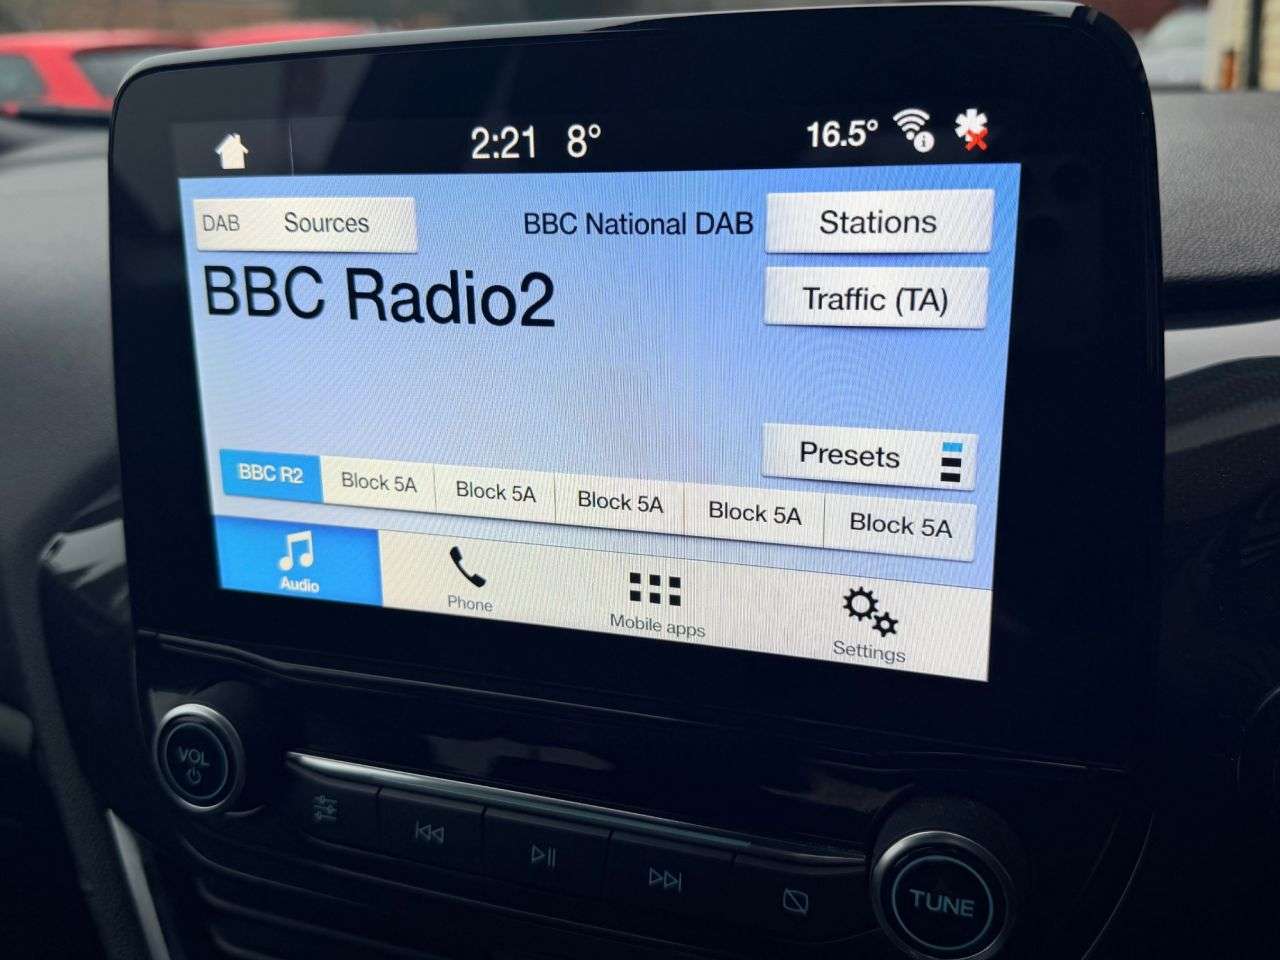 2:21 8° 16.5°
DAB Sources BBC National DAB Stations
BBC Radio2
Traffic (TA)
Presets
BBC R2 Block 5A Block 5A Block 5A Block 5A Block 5A
Audio Phone Mobile apps Settings
VOL
TUNE